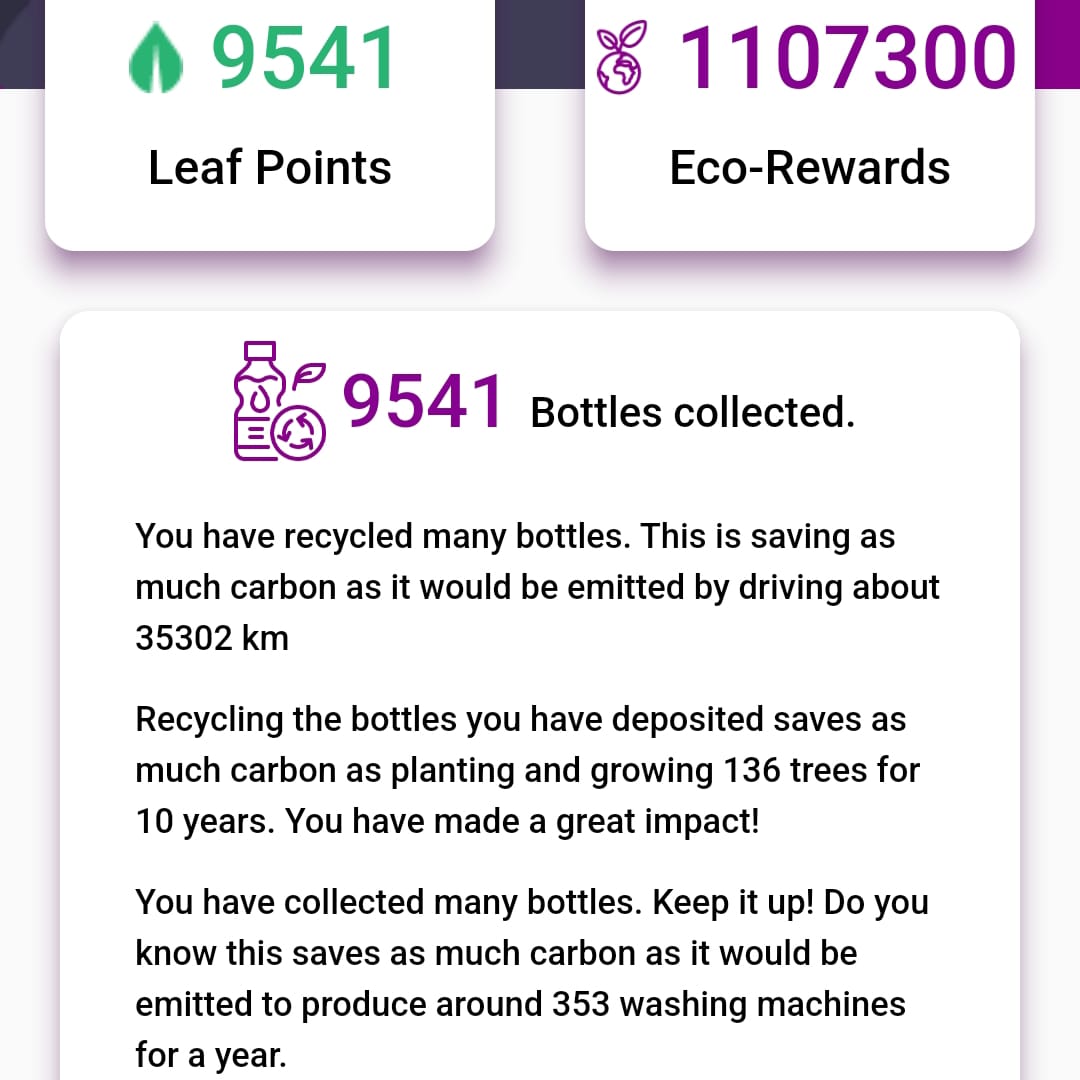 9541
Leaf Points
1107300
Eco-Rewards
9541 Bottles collected.
You have recycled many bottles. This is saving as
much carbon as it would be emitted by driving about
35302 km
Recycling the bottles you have deposited saves as
much carbon as planting and growing 136 trees for
10 years. You have made a great impact!
You have collected many bottles. Keep it up! Do you
know this saves as much carbon as it would be
emitted to produce around 353 washing machines
for a year.